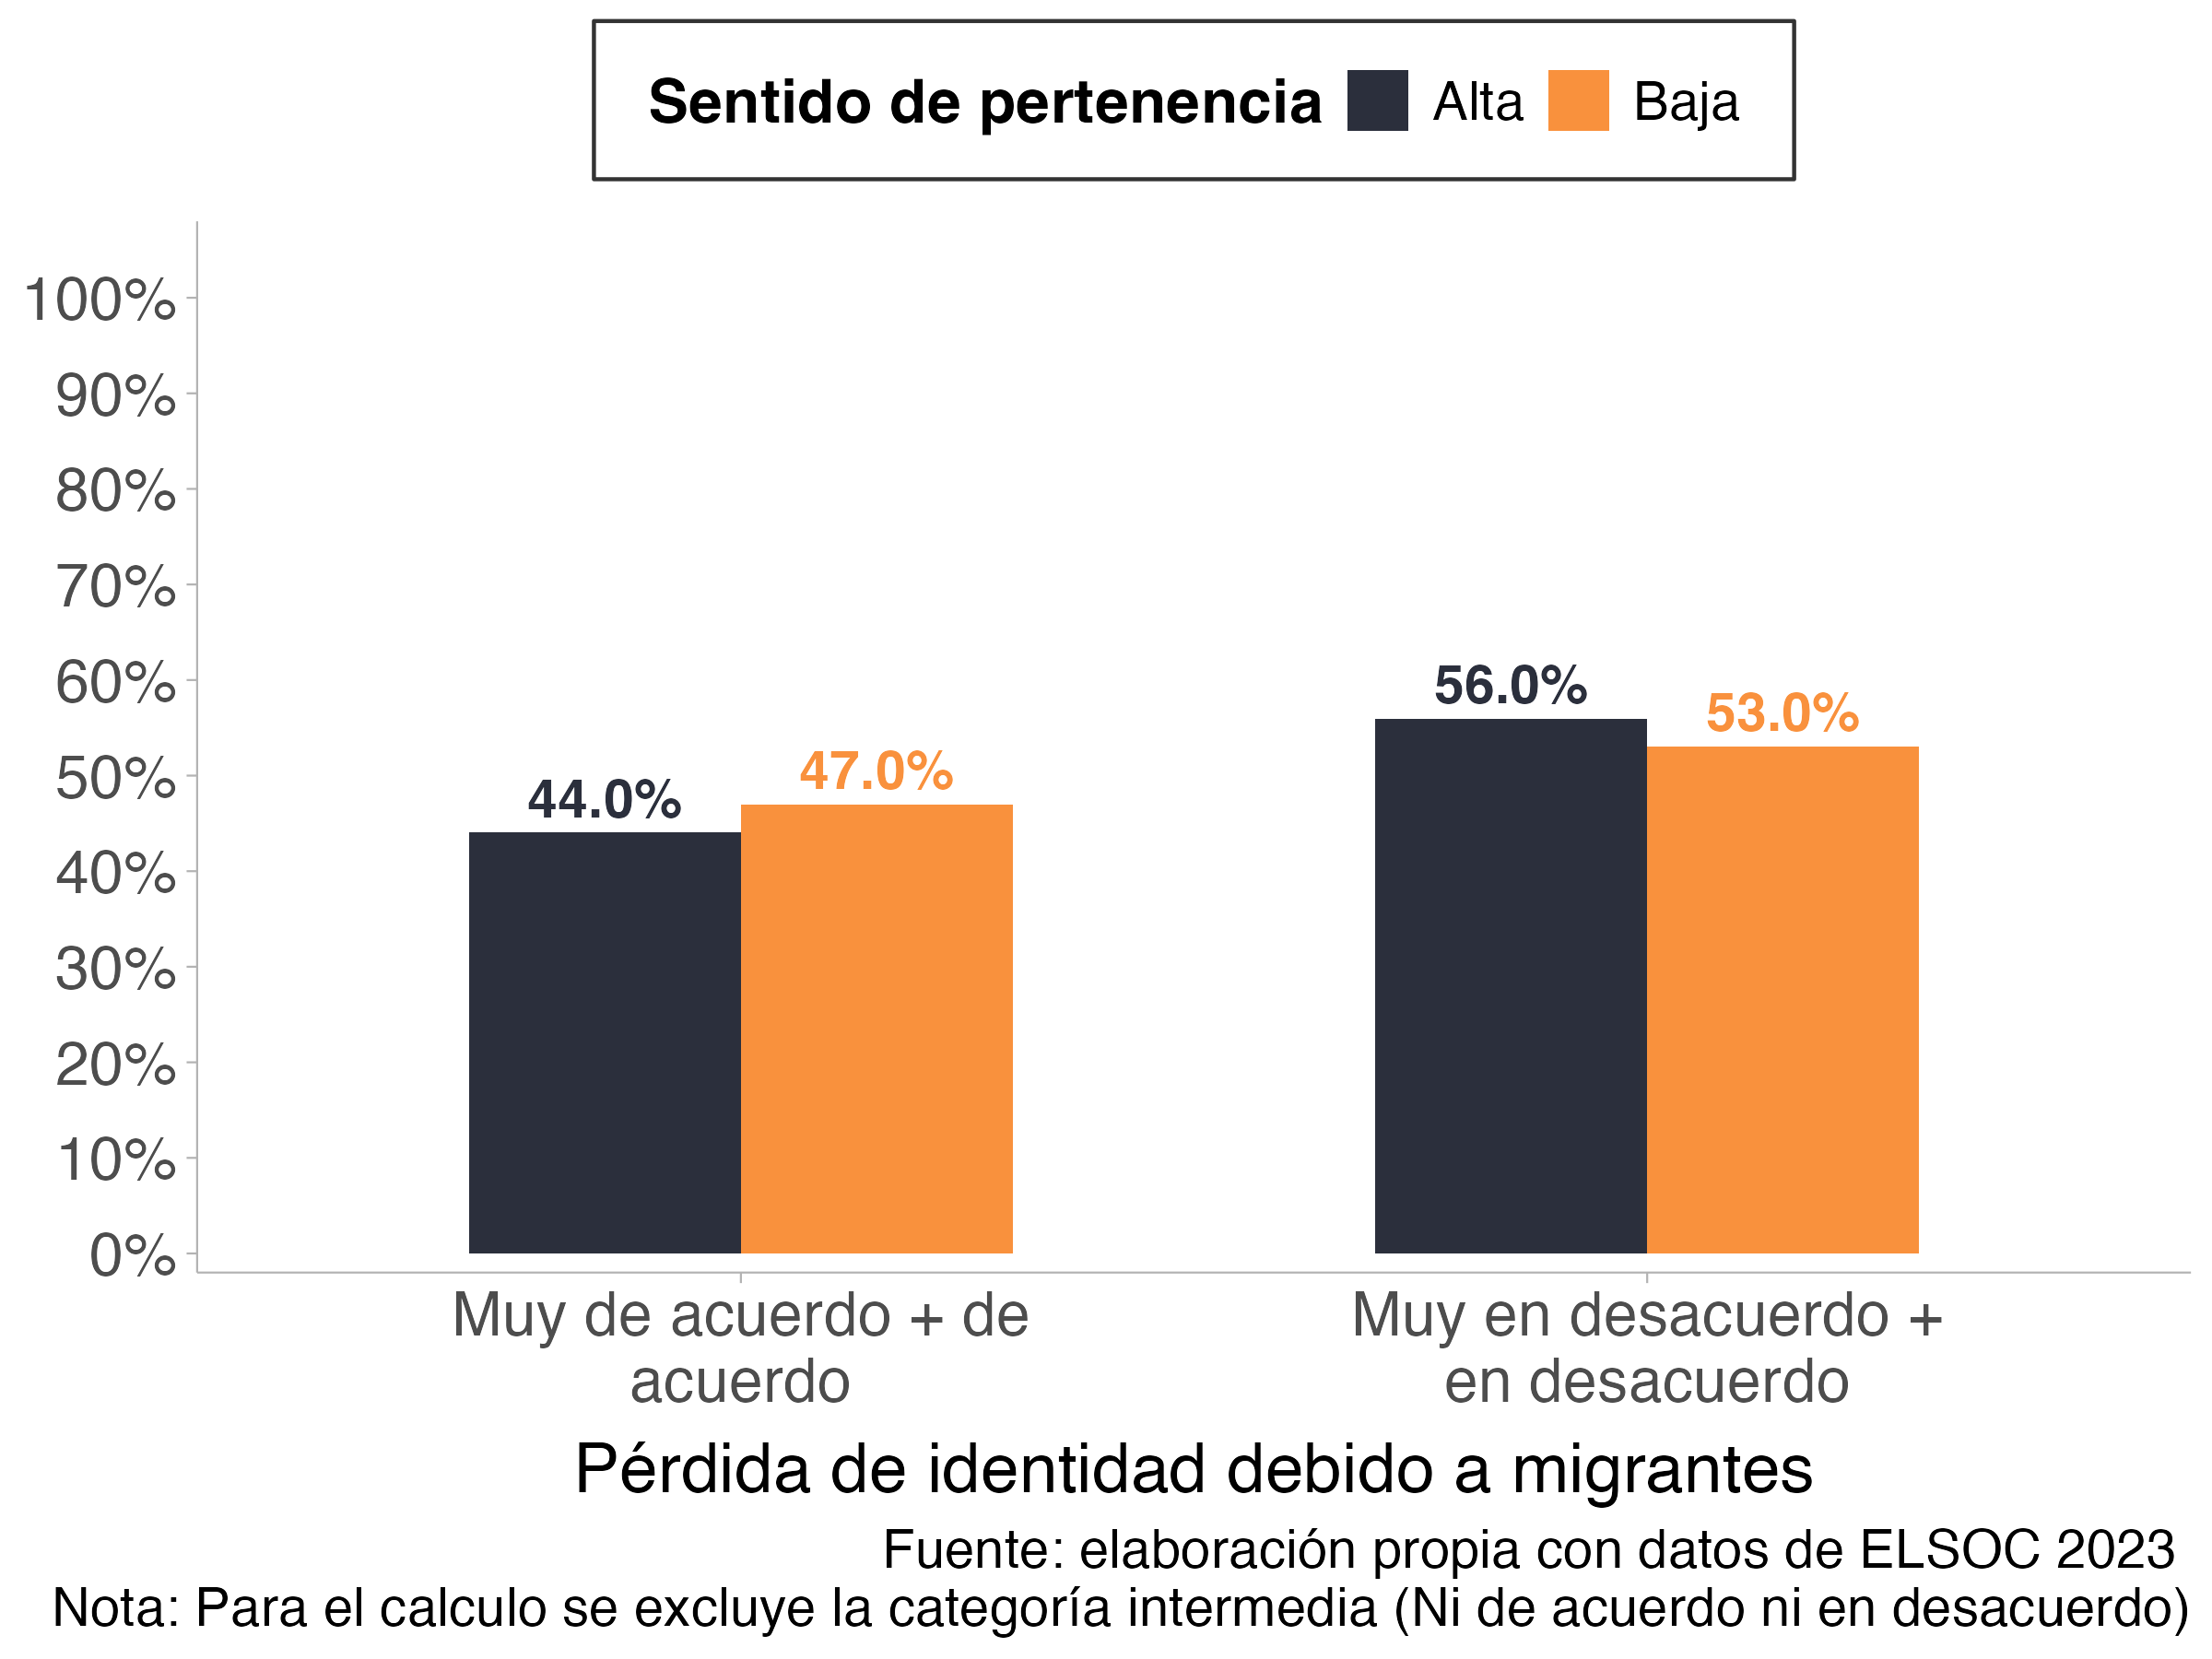 Sentido de pertenencia Alta Baja
100%
90%
80%
70%
60%
50%
40%
30%
20%
10%
0%
44.0%
47.0%
56.0%
53.0%
Muy de acuerdo + de
acuerdo
Muy en desacuerdo +
en desacuerdo
Pérdida de identidad debido a migrantes
Fuente: elaboración propia con datos de ELSOC 2023
Nota: Para el calculo se excluye la categoría intermedia (Ni de acuerdo ni en desacuerdo)